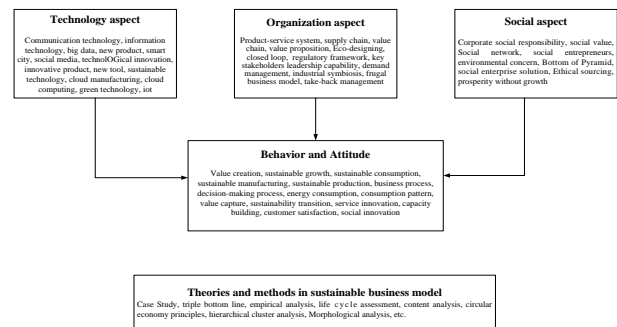 Technology aspect
Communication technology, information
technology, big data, new product, smart
city, social media, technolOGical innovation,
innovative product, new tool, sustainable
technology, cloud manufacturing, cloud
computing, green technology, iot
Organization aspect
Product-service system, supply chain, value
chain, value proposition, Eco-designing,
closed loop, regulatory framework, key
stakeholders leadership capability, demand
management, industrial symbiosis, frugal
business model, take-back management
Social aspect
Corporate social responsibility, social value,
Social network, social entrepreneurs,
environmental concern, Bottom of Pyramid,
social enterprise solution, Ethical sourcing,
prosperity without growth
Behavior and Attitude
Value creation, sustainable growth, sustainable consumption,
sustainable manufacturing, sustainable production, business process,
decision-making process, energy consumption, consumption pattern,
value capture, sustainability transition, service innovation, capacity
building, customer satisfaction, social innovation
Theories and methods in sustainable business model
Case Study, triple bottom line, empirical analysis, life cycle assessment, content analysis, circular
economy principles, hierarchical cluster analysis, Morphological analysis, etc.